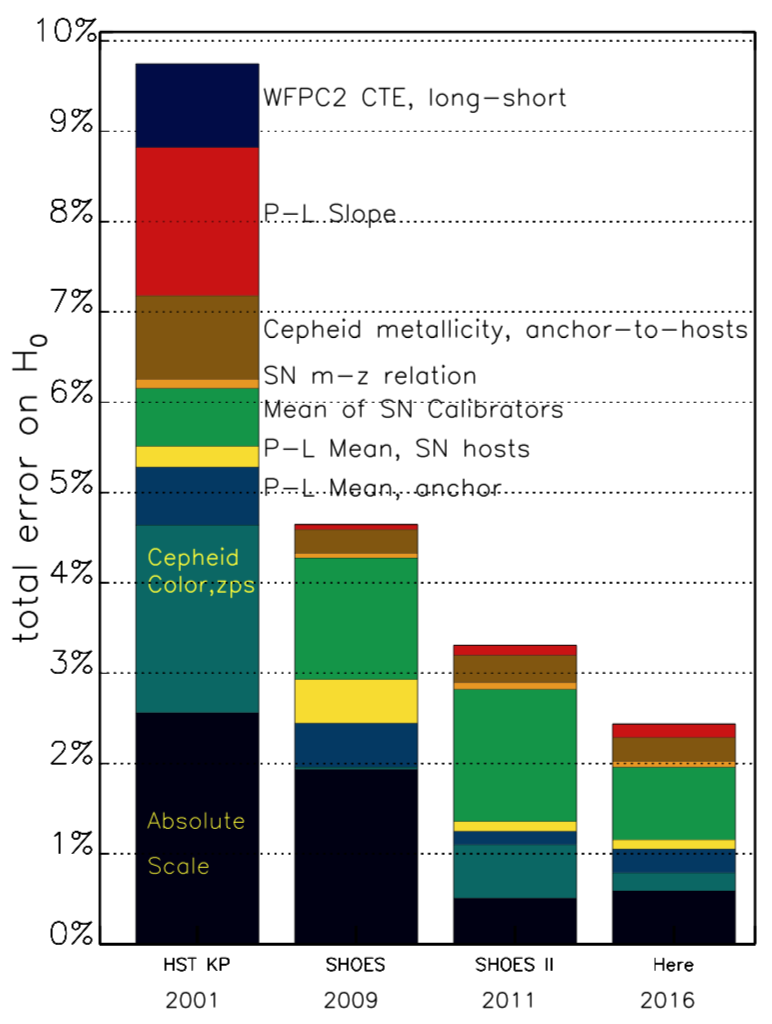 10%
9%
8%
7%
6%
5%
4%
3%
2%
1%
0%
total error on H0
WFPC2 CTE, long-short
P-L Slope
Cepheid metallicity, anchor-to-hosts
SN m-z relation
Mean of SN Calibrators
P-L Mean, SN hosts
P-L Mean, anchor
Cepheid
Color,zps
Absolute
Scale
HST KP
SHOES
SHOES II
Here
2001
2009
2011
2016